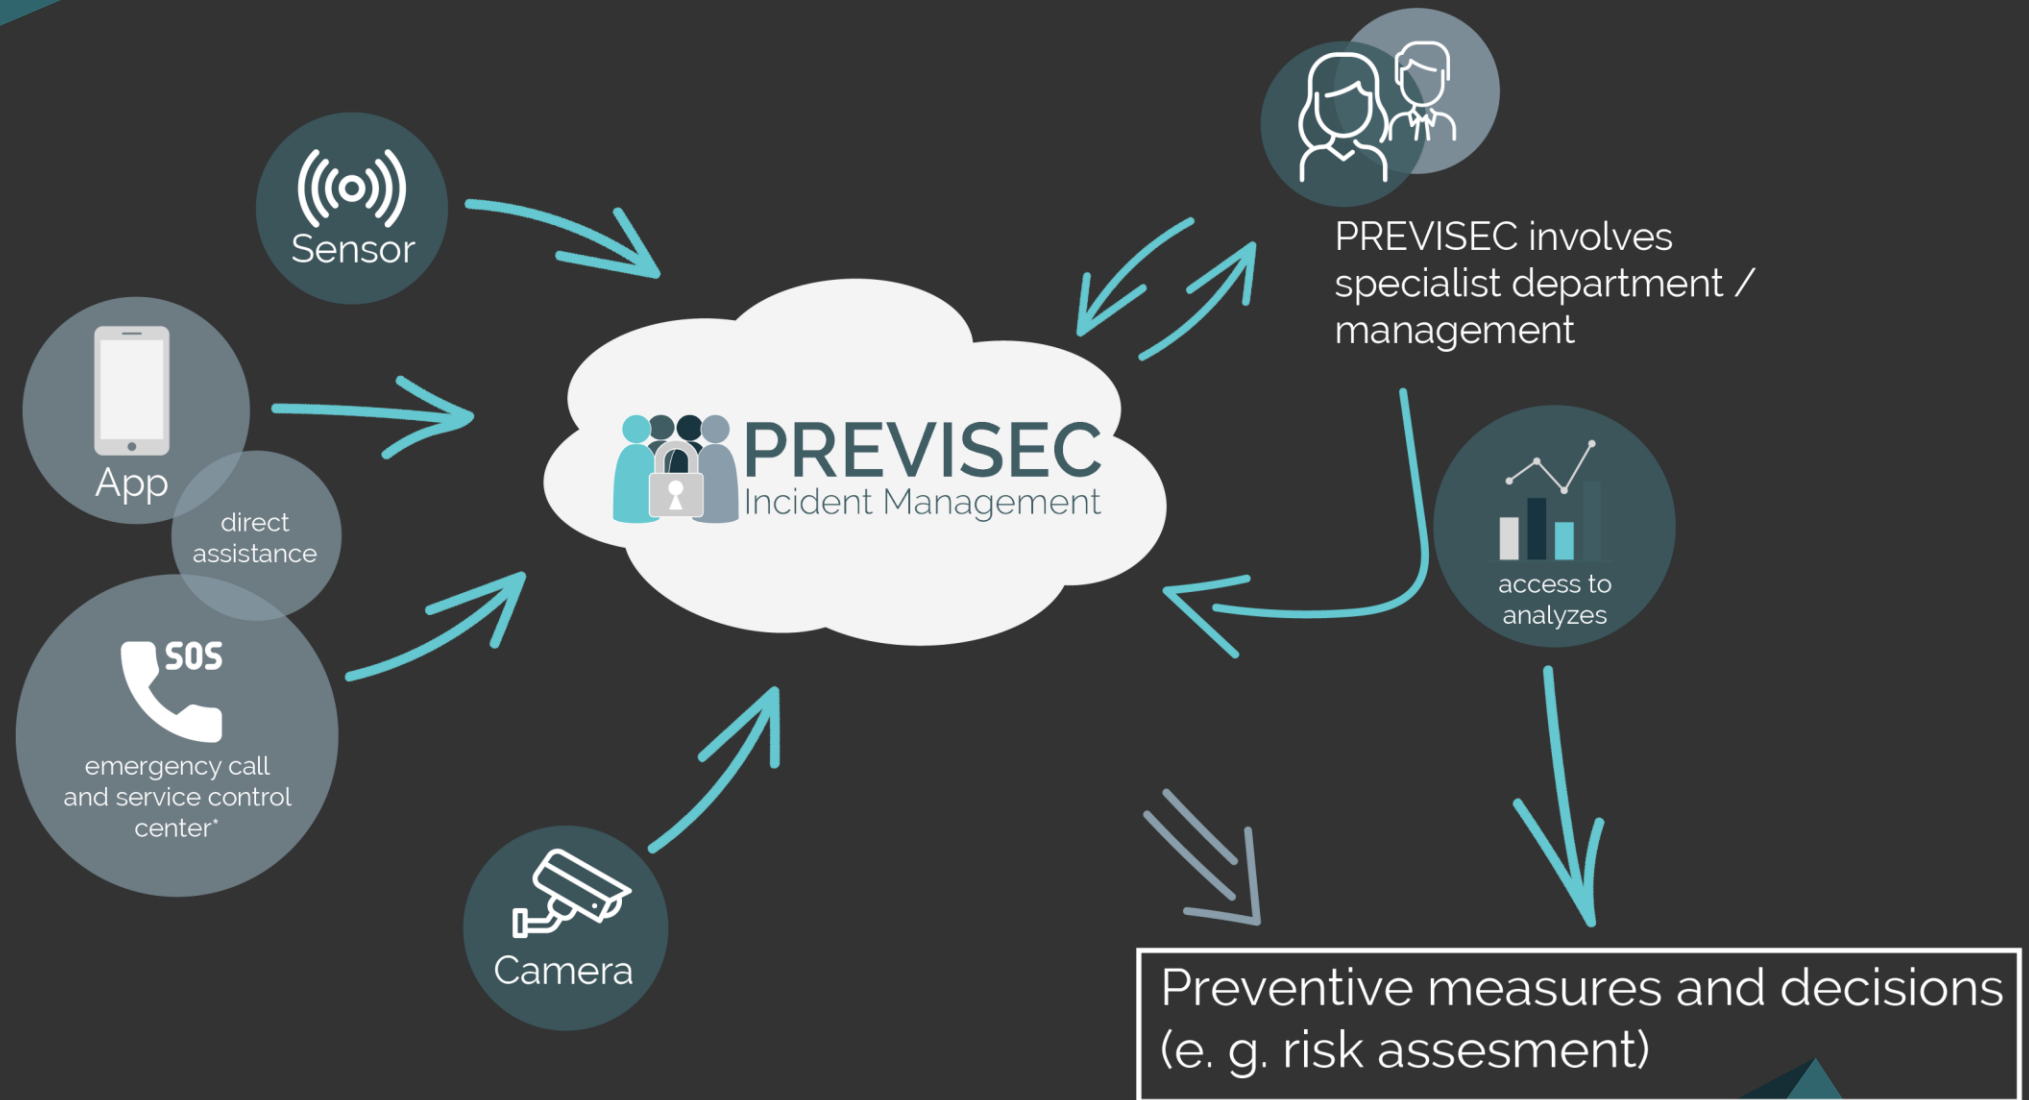 Sensor
App
direct
assistance
SOS
emergency call
and service control
center*
Camera
PREVISEC
Incident Management
PREVISEC involves
specialist department /
management
access to
analyzes
Preventive measures and decisions
(e. g. risk assesment)